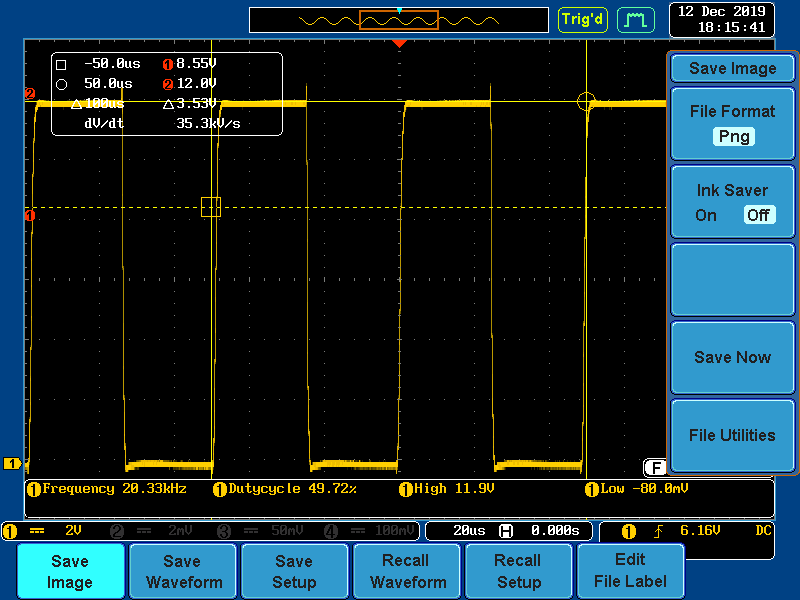 Trig'd
12 Dec 2019
18:15:41
-50.0us 1 8.55V
50.0us 2 12.0V
△100us △3.53V
dV/dt 35.3kV/s
2
1
1
Save Image
File Format
Png
Ink Saver
On Off
Save Now
File Utilities
F
1 Frequency 20.33kHz 1 Dutycycle 49.72% 1 High 11.9V 1 Low -80.0mV
1 2V 2 2mV 3 50mV 4 100mV 20us H 0.000s 1 6.16V DC
Save Image
Save Waveform
Save Setup
Recall Waveform
Recall Setup
Edit File Label